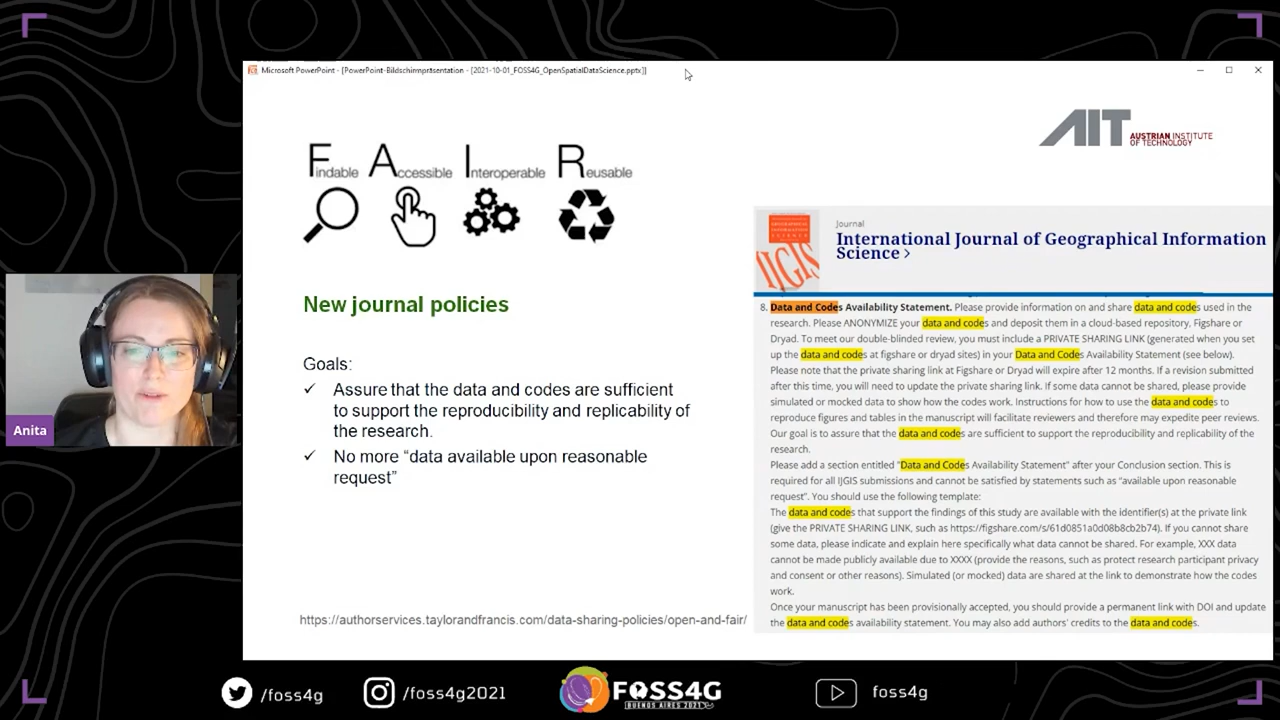 Microsoft PowerPoint - [PowerPoint-Bildschirmpräsentation - [2021-10-01_FOSS4G_OpenSpatialDataScience.pptx]]
AIT AUSTRIAN INSTITUTE
OF TECHNOLOGY
Findable Accessible Interoperable Reusable
New journal policies
Goals:
✓ Assure that the data and codes are sufficient
to support the reproducibility and replicability of
the research.
✓ No more “data available upon reasonable
request”
https://authorservices.taylorandfrancis.com/data-sharing-policies/open-and-fair/
IJGIS
Journal
International Journal of Geographical Information
Science >
8. Data and Codes Availability Statement. Please provide information on and share data and codes used in the
research. Please ANONYMIZE your data and codes and deposit them in a cloud-based repository, Figshare or
Dryad. To meet our double-blinded review, you must include a PRIVATE SHARING LINK (generated when you set
up the data and codes at figshare or dryad sites) in your Data and Codes Availability Statement (see below).
Please note that the private sharing link at Figshare or Dryad will expire after 12 months. If a revision submitted
after this time, you will need to update the private sharing link. If some data cannot be shared, please provide
simulated or mocked data to show how the codes work. Instructions for how to use the data and codes to
reproduce figures and tables in the manuscript will facilitate reviewers and therefore may expedite peer reviews.
Our goal is to assure that the data and codes are sufficient to support the reproducibility and replicability of the
research.
Please add a section entitled "Data and Codes Availability Statement" after your Conclusion section. This is
required for all IJGIS submissions and cannot be satisfied by statements such as "available upon reasonable
request". You should use the following template:
The data and codes that support the findings of this study are available with the identifier(s) at the private link
(give the PRIVATE SHARING LINK, such as https://figshare.com/s/61d0851a0d08b8cb2b74). If you cannot share
some data, please indicate and explain here specifically what data cannot be shared. For example, XXX data
cannot be made publicly available due to XXXX (provide the reasons, such as protect research participant privacy
and consent or other reasons). Simulated (or mocked) data are shared at the link to demonstrate how the codes
work.
Once your manuscript has been provisionally accepted, you should provide a permanent link with DOI and update
the data and codes availability statement. You may also add authors' credits to the data and codes.
Anita
/foss4g
/foss4g2021
FOSS4G
BUENOS AIRES 2021
foss4g